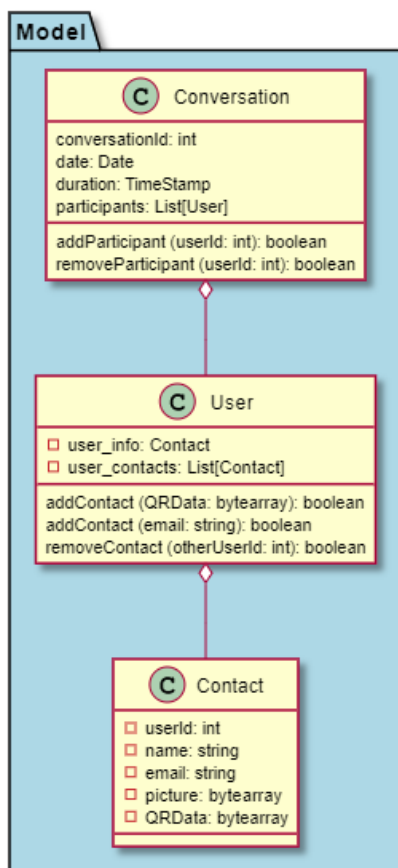 Model
C Conversation
conversationId: int
date: Date
duration: TimeStamp
participants: List[User]
addParticipant (userId: int): boolean
removeParticipant (userId: int): boolean
C User
user_info: Contact
user_contacts: List[Contact]
addContact (QRData: bytearray): boolean
addContact (email: string): boolean
removeContact (otherUserId: int): boolean
C Contact
userId: int
name: string
email: string
picture: bytearray
QRData: bytearray